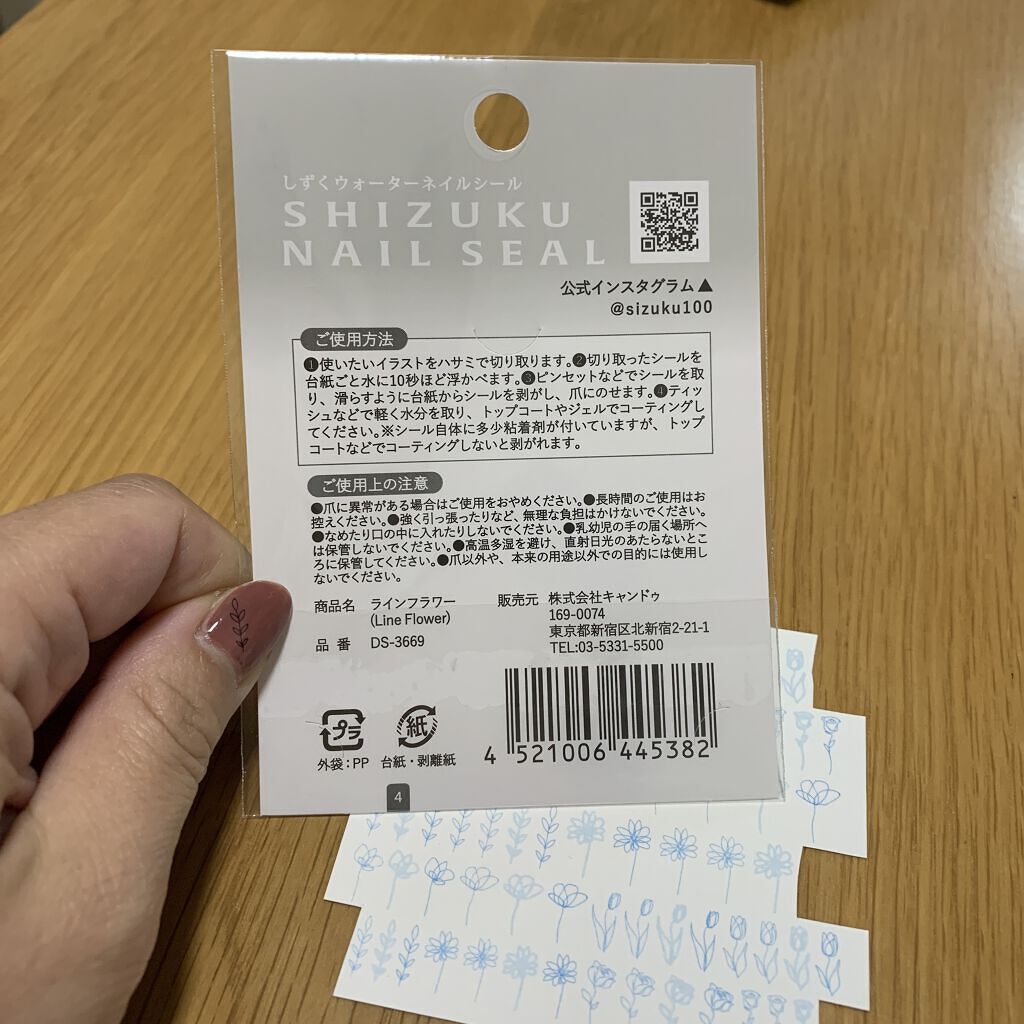 しずくウォーターネイルシール
SHIZUKU
NAIL SEAL
公式インスタグラム▲
@sizuku100
ご使用方法
❶使いたいイラストをハサミで切り取ります。❷切り取ったシールを
台紙ごと水に10秒ほど浮かべます。❸ピンセットなどでシールを取
り、滑らすように台紙からシールを剥がし、爪にのせます。❹ティッ
シュなどで軽く水分を取り、トップコートやジェルでコーティングし
てください。※シール自体に多少粘着剤が付いていますが、トップ
コートなどでコーティングしないと剥がれます。
ご使用上の注意
●爪に異常がある場合はご使用をおやめください。●長時間のご使用はお
控えください。●強く引っ張ったりなど、無理な負担はかけないでください。
●なめたり口の中に入れたりしないでください。●乳幼児の手の届く場所へ
は保管しないでください。●高温多湿を避け、直射日光のあたらないとこ
ろに保管してください。●爪以外や、本来の用途以外での目的には使用し
ないでください。
商品名 ラインフラワー
(Line Flower)
品番 DS-3669
販売元 株式会社キャンドゥ
169-0074
東京都新宿区北新宿2-21-1
TEL:03-5331-5500
プラ
外袋:PP
紙
台紙・剥離紙
4 521006 445382
4